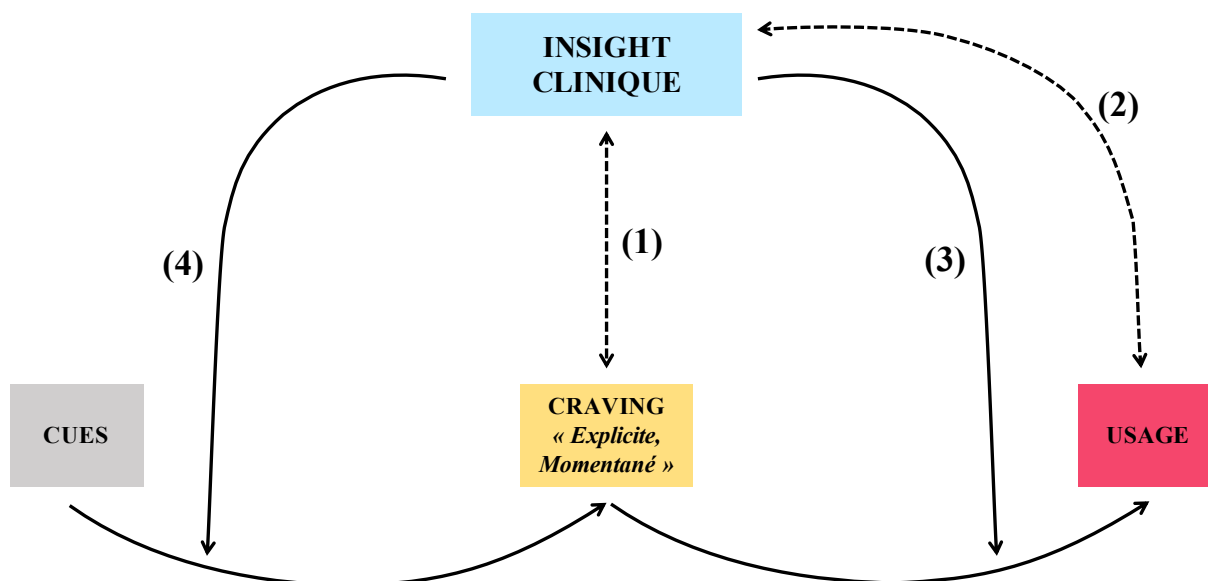 INSIGHT
CLINIQUE
(2)
(1)
(4)
(3)
CUES
CRAVING
« Explicite,
Momentané »
USAGE